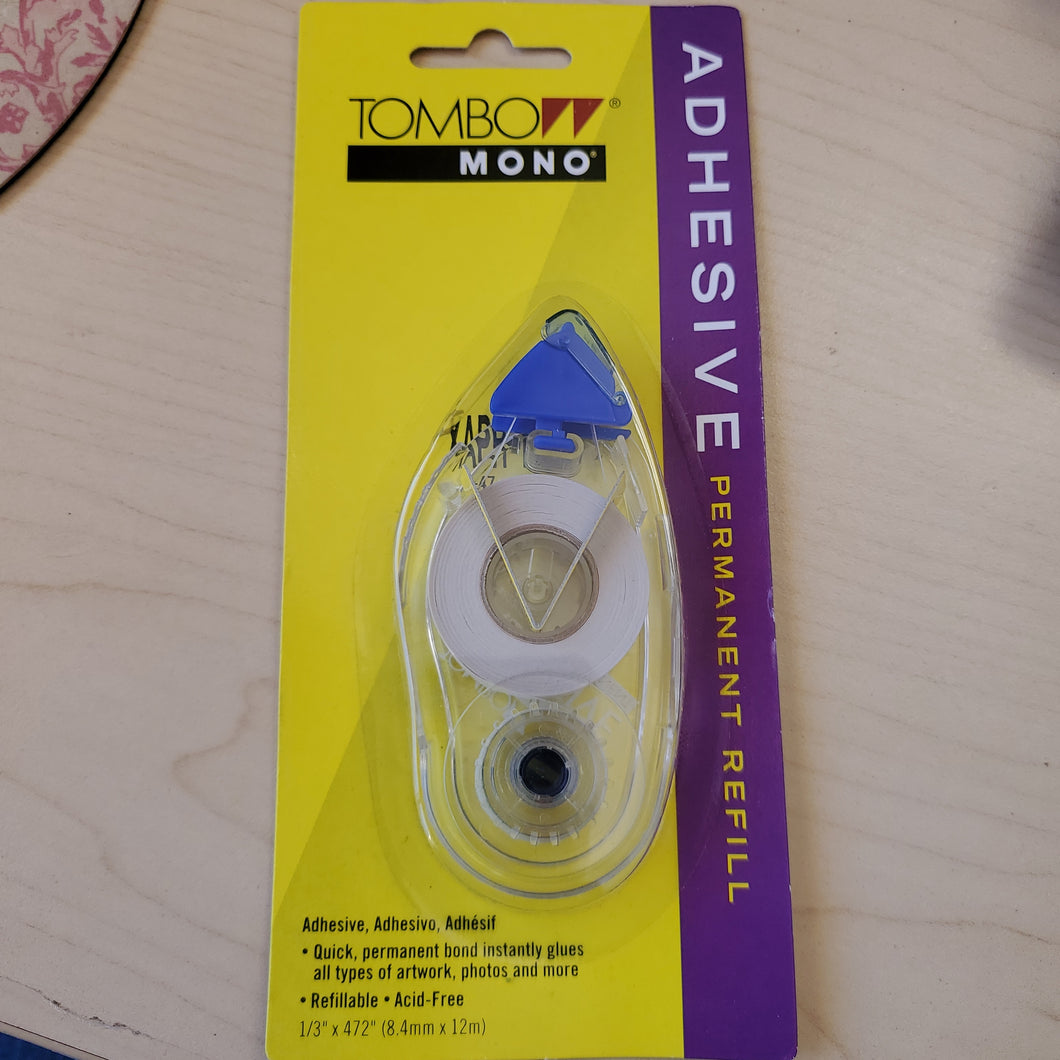 TOMBOW®
MONO®
ADHESIVE PERMANENT REFILL
Adhesive, Adhesivo, Adhésif
• Quick, permanent bond instantly glues
all types of artwork, photos and more
• Refillable • Acid-Free
1/3" x 472" (8.4mm x 12m)